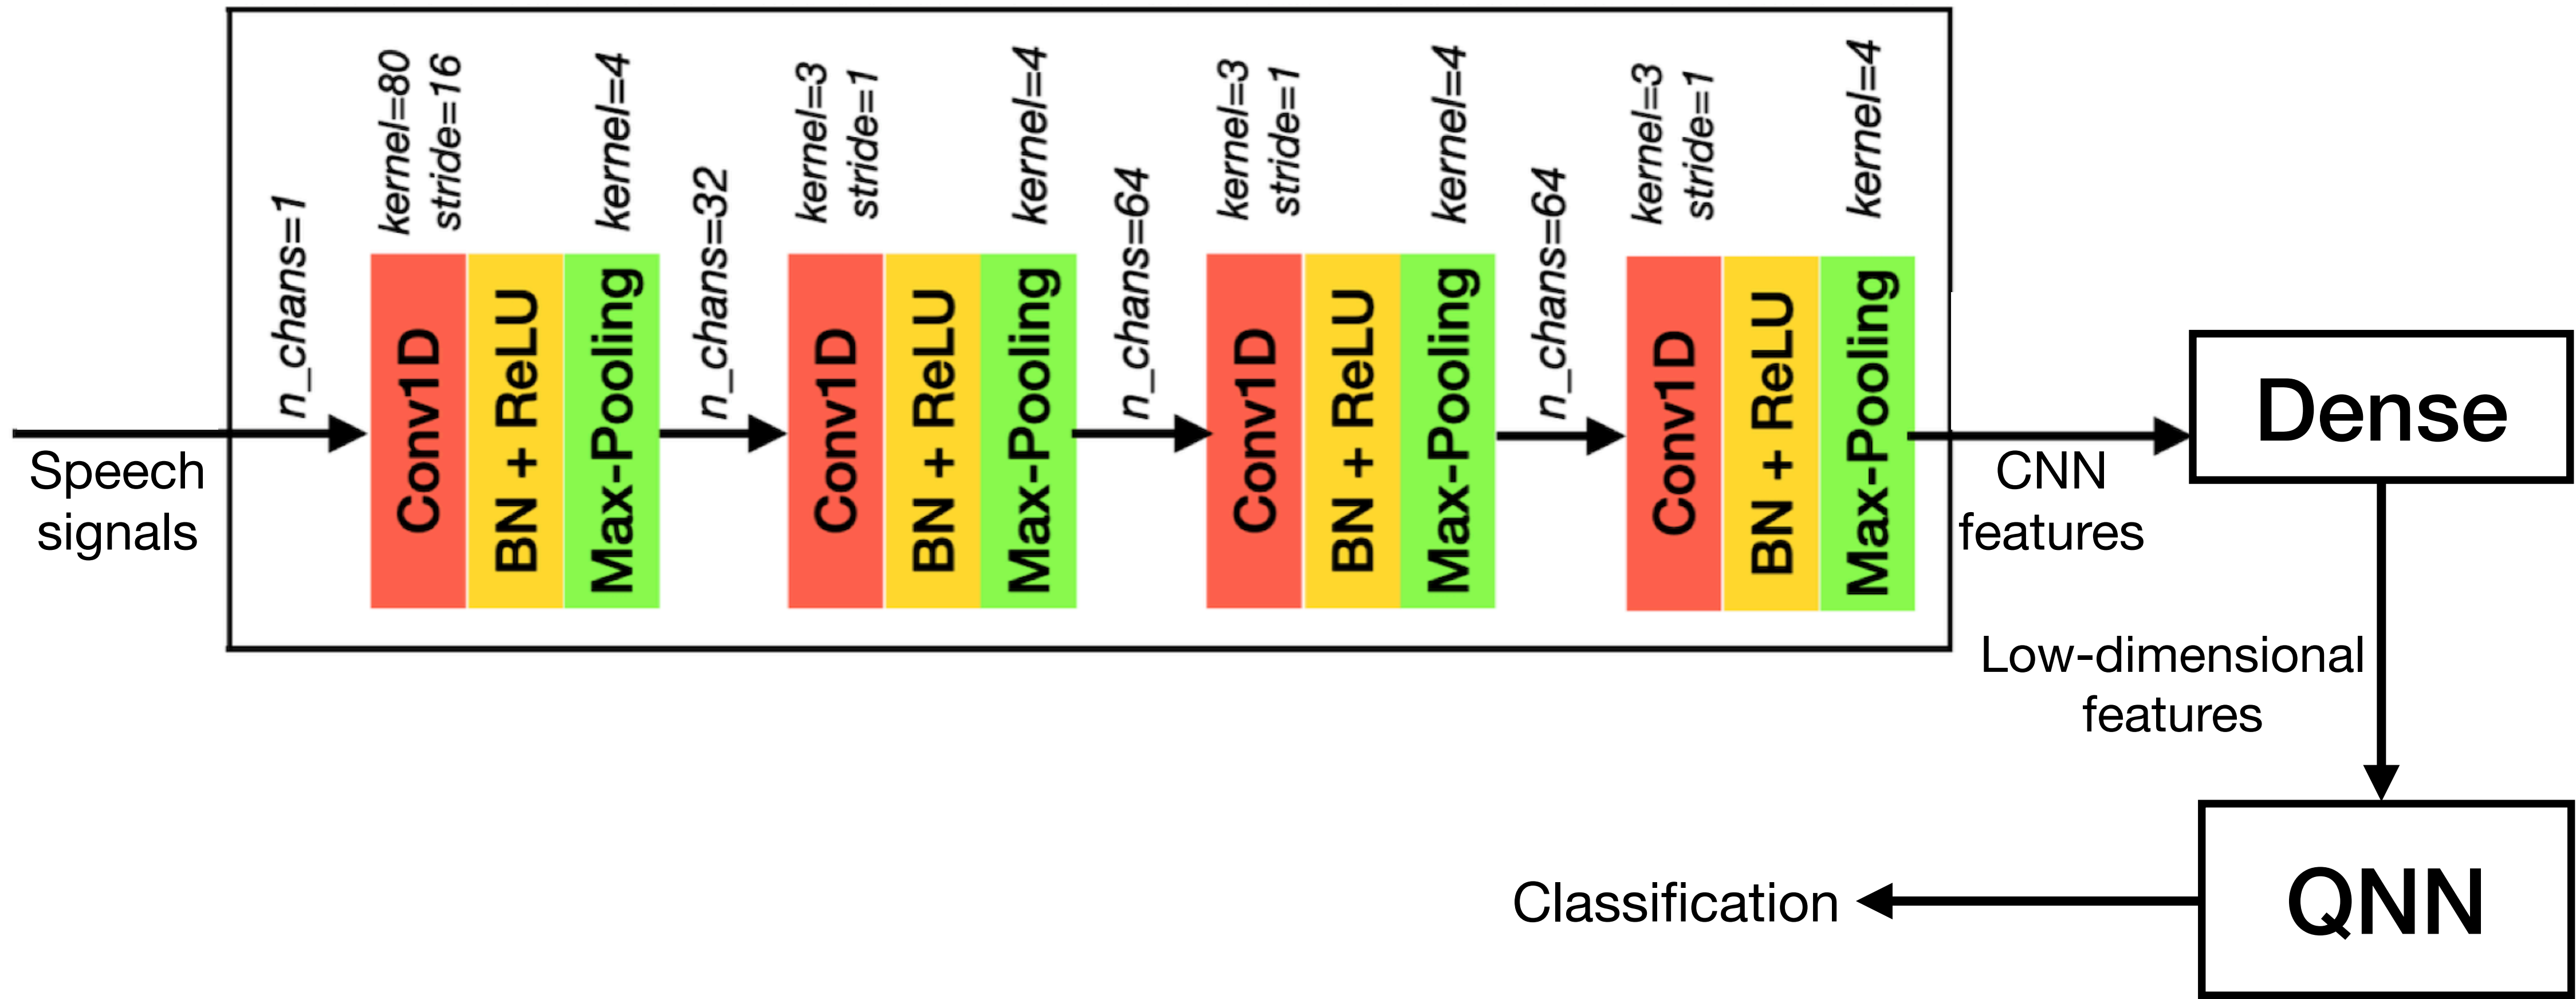 Speech
signals
n_chans=1
kernel=80
stride=16
kernel=4
Conv1D
BN + ReLU
Max-Pooling
n_chans=32
kernel=3
stride=1
kernel=4
Conv1D
BN + ReLU
Max-Pooling
n_chans=64
kernel=3
stride=1
kernel=4
Conv1D
BN + ReLU
Max-Pooling
n_chans=64
kernel=3
stride=1
kernel=4
Conv1D
BN + ReLU
Max-Pooling
CNN
features
Dense
Low-dimensional
features
QNN
Classification